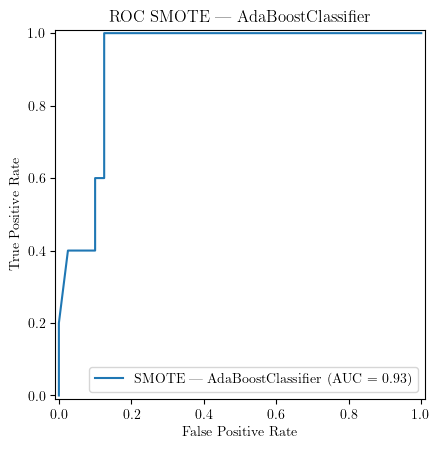 ROC SMOTE — AdaBoostClassifier
1.0
0.8
0.6
0.4
0.2
0.0
True Positive Rate
SMOTE — AdaBoostClassifier (AUC = 0.93)
0.0 0.2 0.4 0.6 0.8 1.0
False Positive Rate